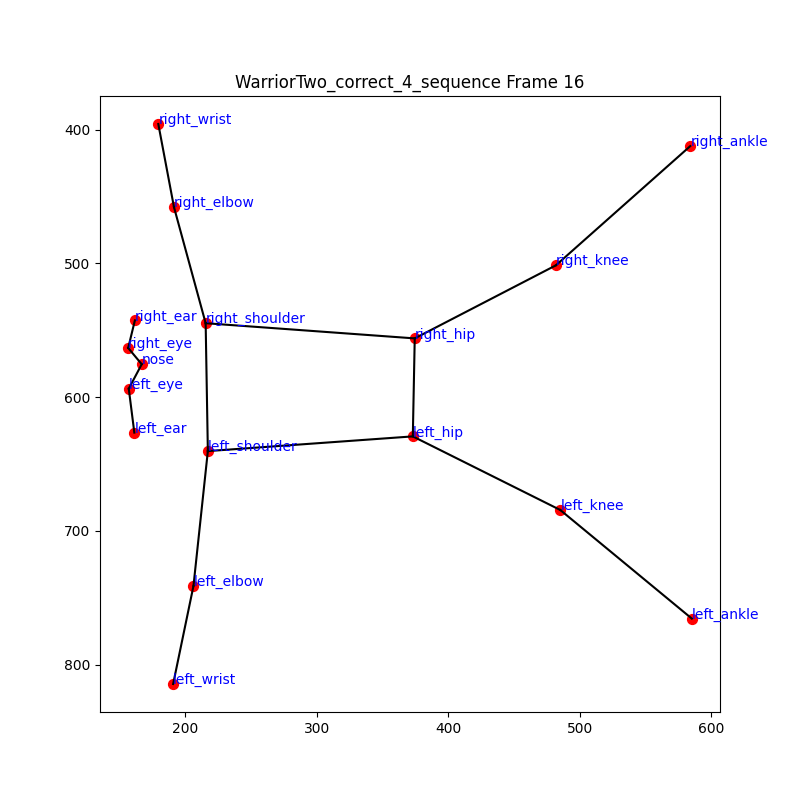 WarriorTwo_correct_4_sequence Frame 16
400
right_wrist
right_ankle
right_elbow
500
right_knee
right_ear
right_shoulder
right_hip
right_eye
nose
left_eye
600
left_ear
left_hip
left_shoulder
left_knee
700
left_elbow
left_ankle
800
left_wrist
200 300 400 500 600